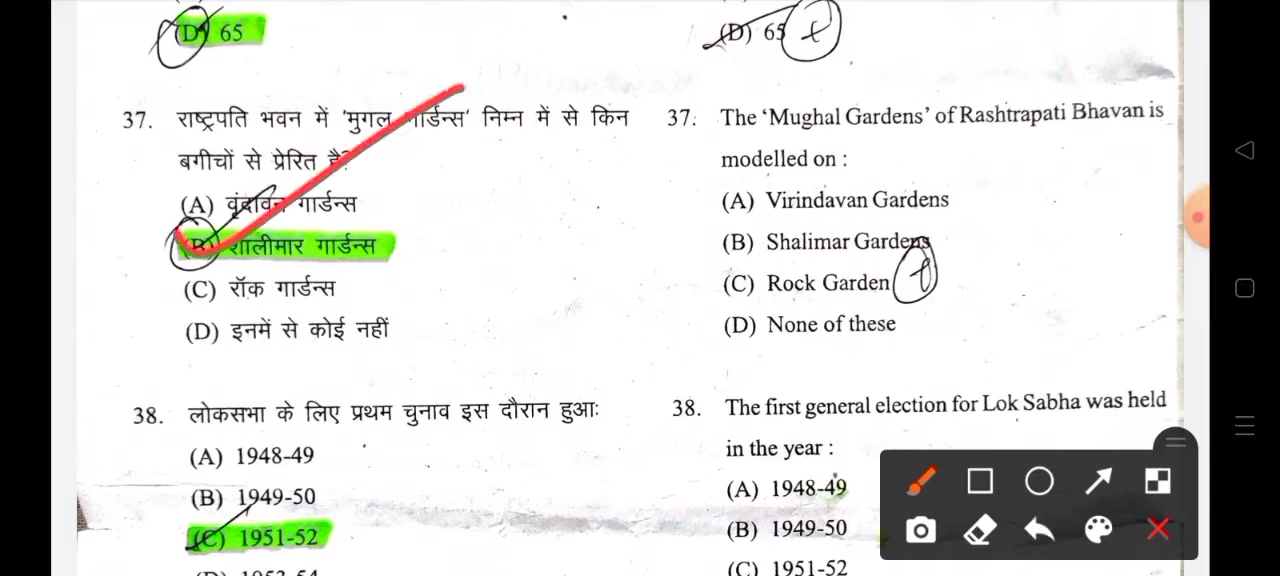 (D) 65
37. राष्ट्रपति भवन में 'मुगल गार्डन्स' निम्न में से किन
बगीचों से प्रेरित है?
(A) वृंदावन गार्डन्स
(B) शालीमार गार्डन्स
(C) रॉक गार्डन्स
(D) इनमें से कोई नहीं
38. लोकसभा के लिए प्रथम चुनाव इस दौरान हुआः
(A) 1948-49
(B) 1949-50
(C) 1951-52
(D) 1953-54
(D) 65
37. The 'Mughal Gardens' of Rashtrapati Bhavan is
modelled on :
(A) Virindavan Gardens
(B) Shalimar Gardens
(C) Rock Garden
(D) None of these
38. The first general election for Lok Sabha was held
in the year :
(A) 1948-49
(B) 1949-50
(C) 1951-52